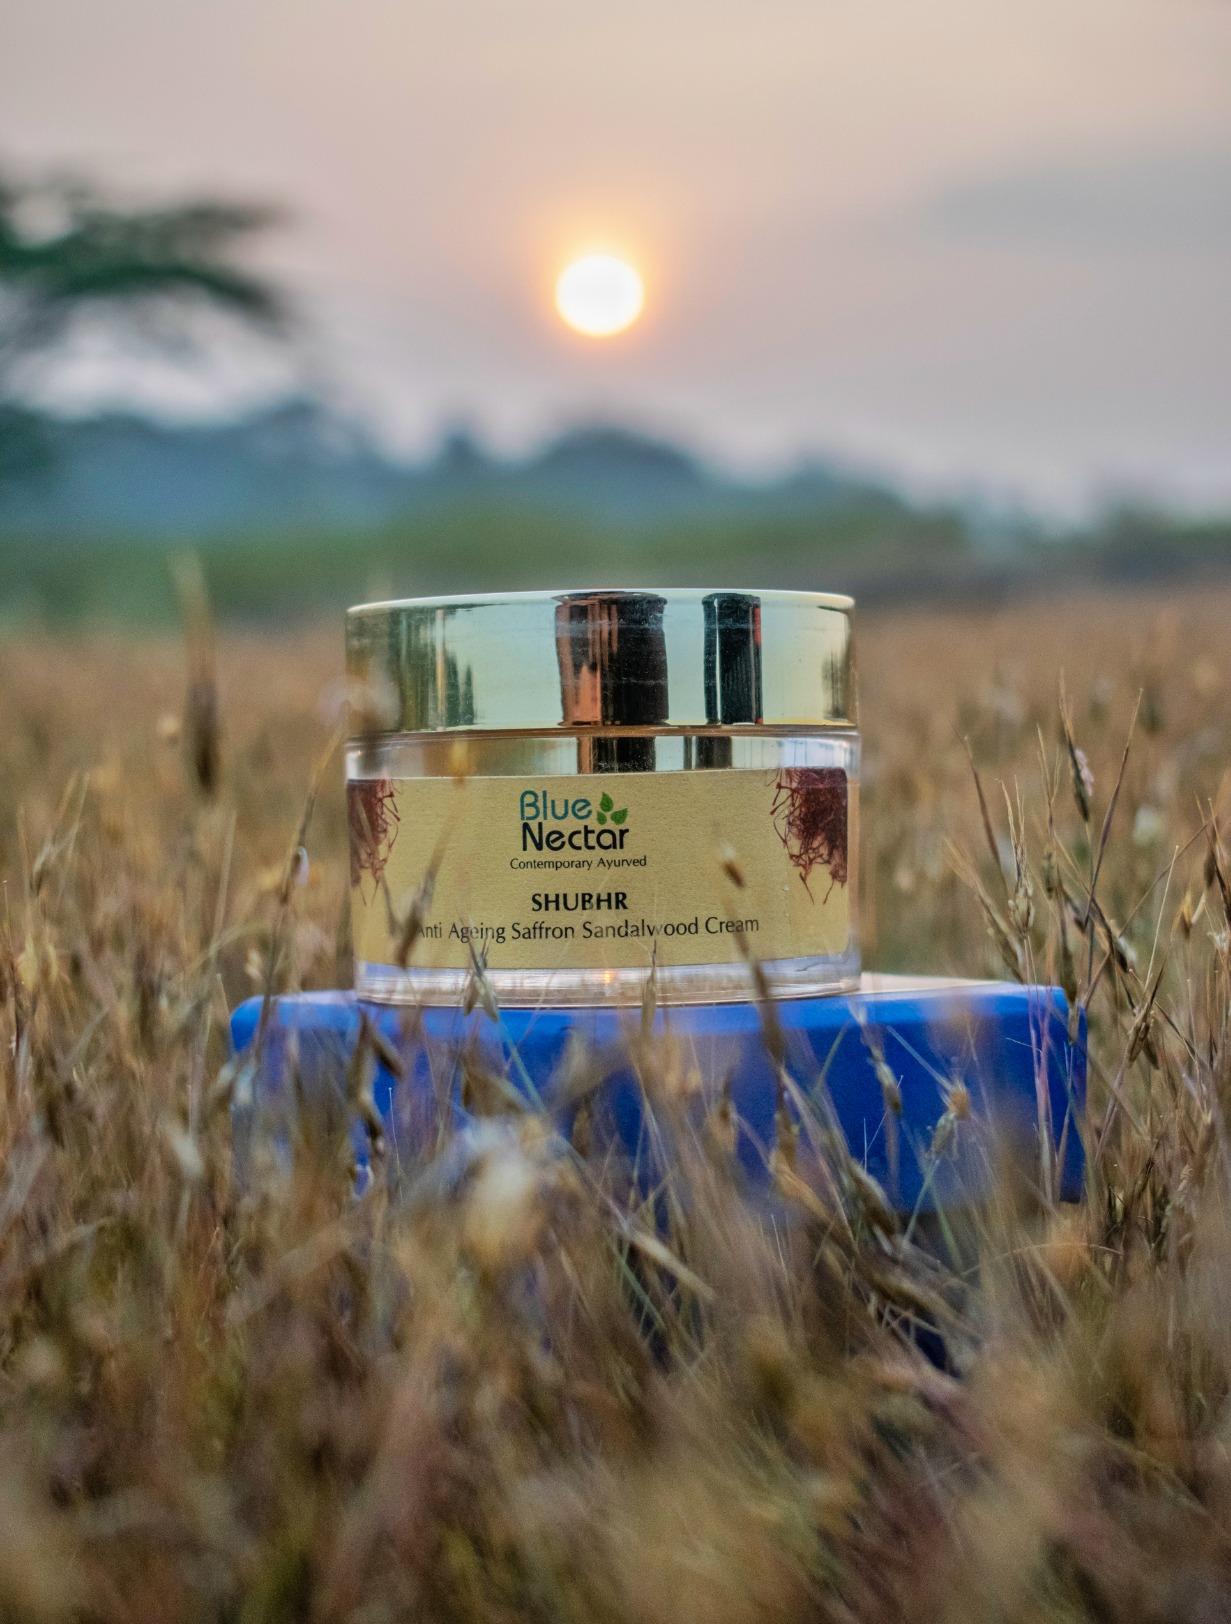 Blue
Nectar
Contemporary Ayurved
SHUBHR
Anti Ageing Saffron Sandalwood Cream